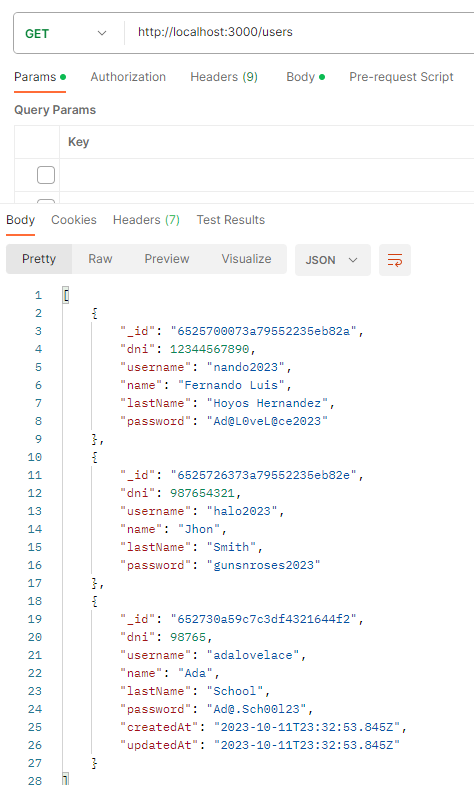 GET http://localhost:3000/users
Params Authorization Headers (9) Body Pre-request Script
Query Params
Key
Body Cookies Headers (7) Test Results
Pretty Raw Preview Visualize JSON
1 [
2 {
3 "_id": "6525700073a79552235eb82a",
4 "dni": 12344567890,
5 "username": "nando2023",
6 "name": "Fernando Luis",
7 "lastName": "Hoyos Hernandez",
8 "password": "Ad@L0veL@ce2023"
9 },
10 {
11 "_id": "6525726373a79552235eb82e",
12 "dni": 987654321,
13 "username": "halo2023",
14 "name": "Jhon",
15 "lastName": "Smith",
16 "password": "gunsnroses2023"
17 },
18 {
19 "_id": "652730a59c7c3df4321644f2",
20 "dni": 98765,
21 "username": "adalovelace",
22 "name": "Ada",
23 "lastName": "School",
24 "password": "Ad@.Sch00l23",
25 "createdAt": "2023-10-11T23:32:53.845Z",
26 "updatedAt": "2023-10-11T23:32:53.845Z"
27 }
28 ]